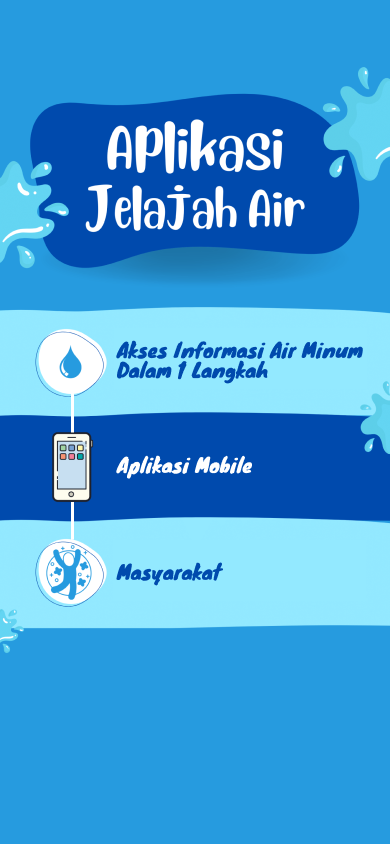 Aplikasi
Jelajah Air
Akses Informasi Air Minum
Dalam 1 Langkah
Aplikasi Mobile
Masyarakat